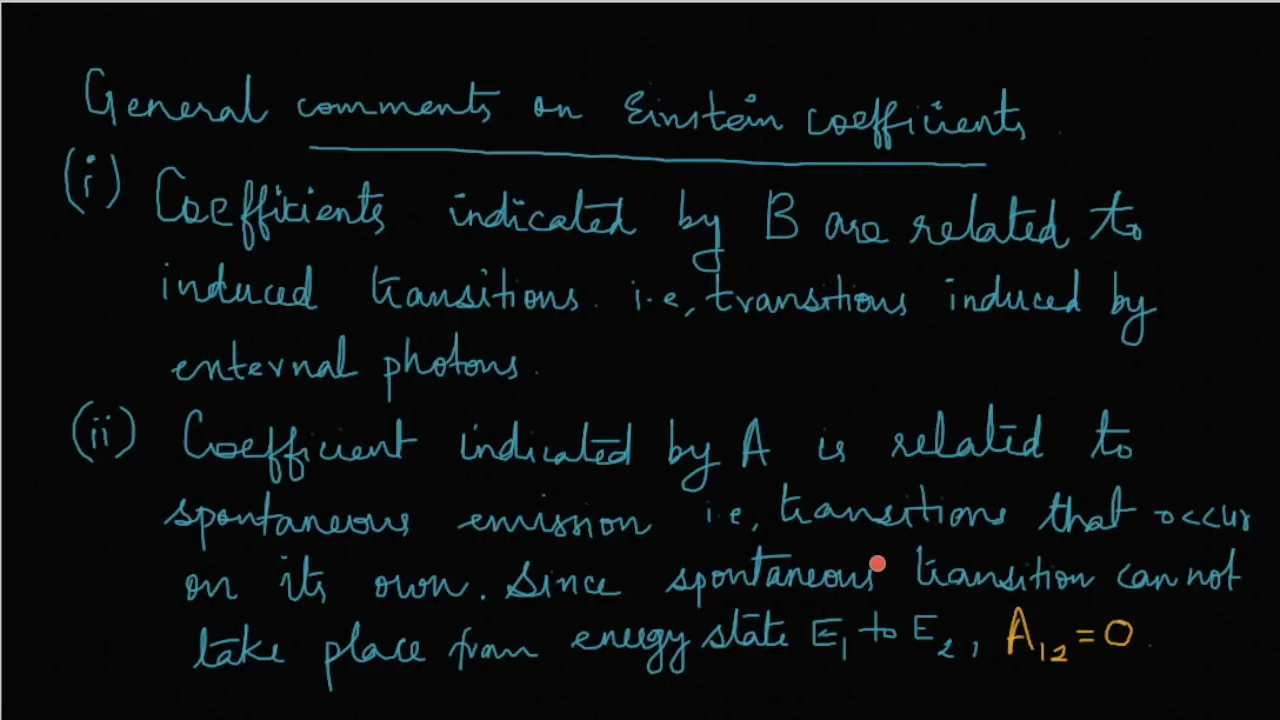 General comments on Einstein coefficients.
(i) Coefficients indicated by B are related to
induced transitions. i.e, transitions induced by
external photons.
(ii) Coefficient indicated by A is related to
spontaneous emission i.e, transitions that occur
on its own. Since spontaneous transition can not
take place from energy state E₁ to E₂, A₁₂=0.